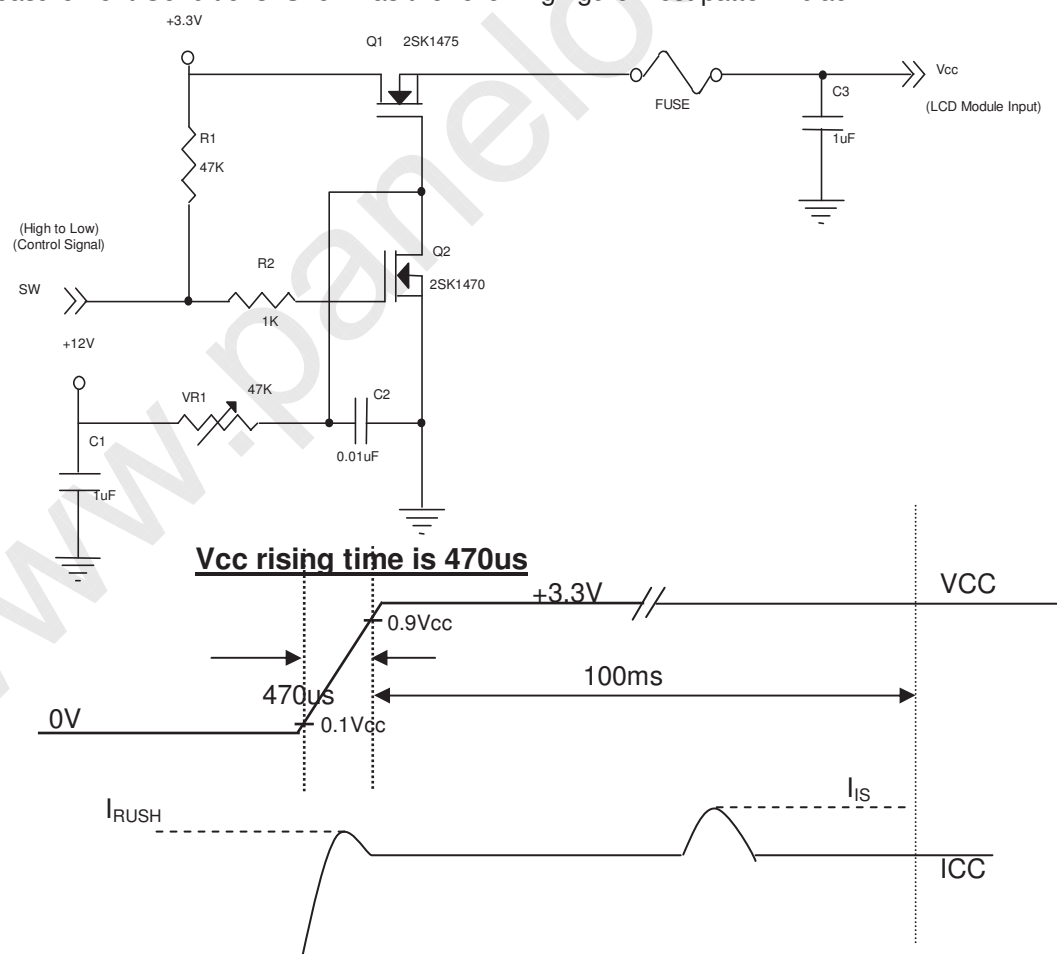 +3.3V
Q1 2SK1475
Vcc
FUSE
C3
(LCD Module Input)
R1
1uF
47K
(High to Low)
(Control Signal)
Q2
R2
2SK1470
SW
1K
+12V
VR1
47K
C2
C1
0.01uF
1uF
Vcc rising time is 470us
+3.3V
VCC
0.9Vcc
470us
100ms
0V
0.1Vcc
IRUSH
IIS
ICC
www.panelo